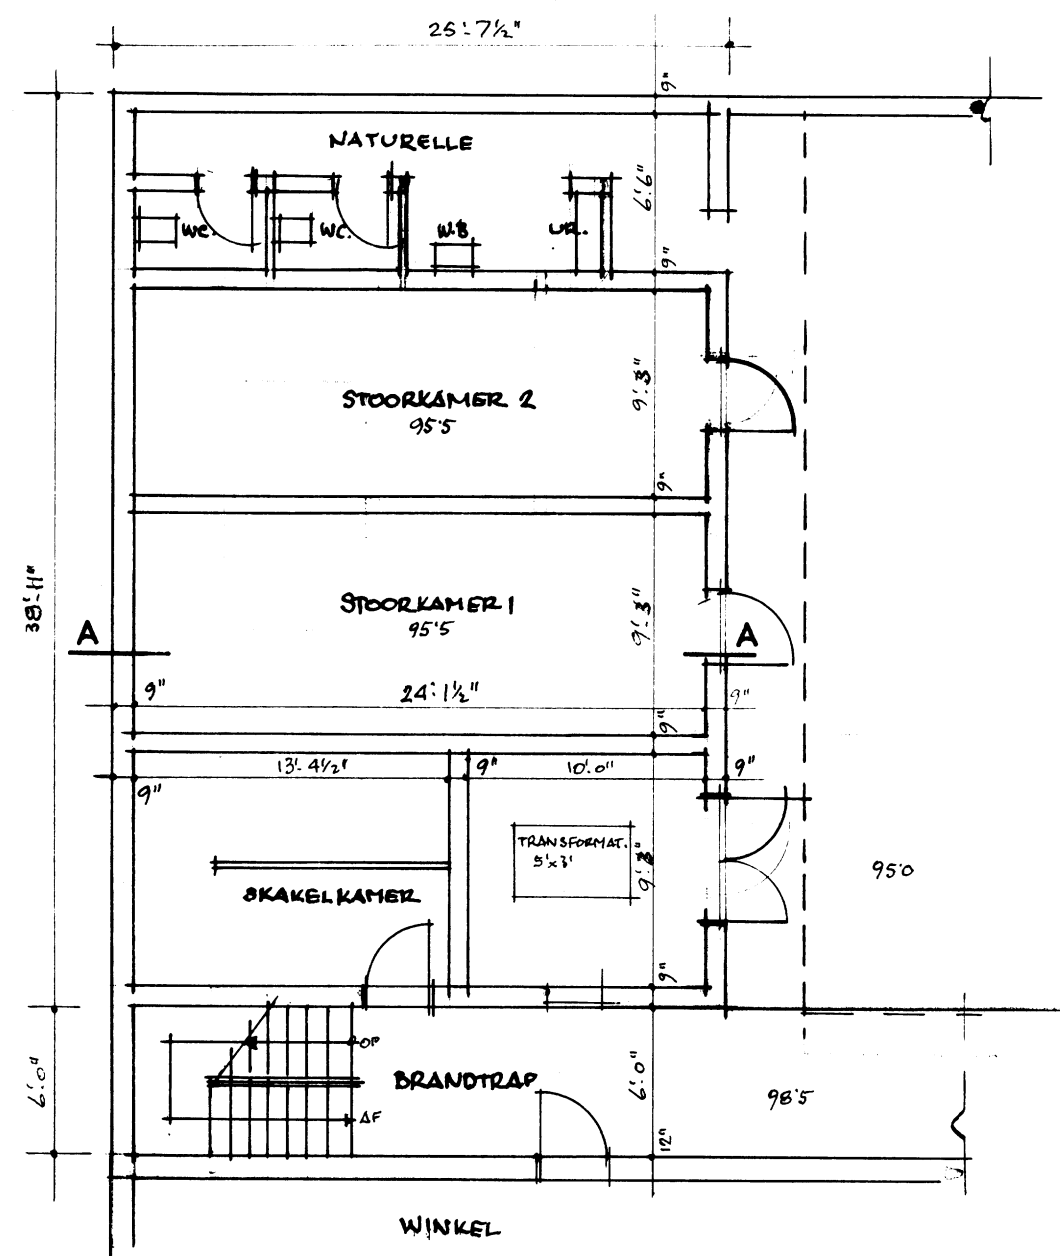 25'-7½"
9"
NATURELLE
6'-6"
WC.
WC.
W.B.
UR.
9"
9'-3"
STOORKAMER 2
95'5
9"
38'-11"
STOORKAMER 1
95'5
9'-3"
A
A
9"
24'-1½"
9"
9"
13'-4½"
9"
10'-0"
9"
9"
TRANSFORMAT.
5'x3'
9'-3"
95'0
SKAKELKAMER
9"
OP
BRANDTRAP
6'-0"
6'-0"
98'5
AF
12"
WINKEL